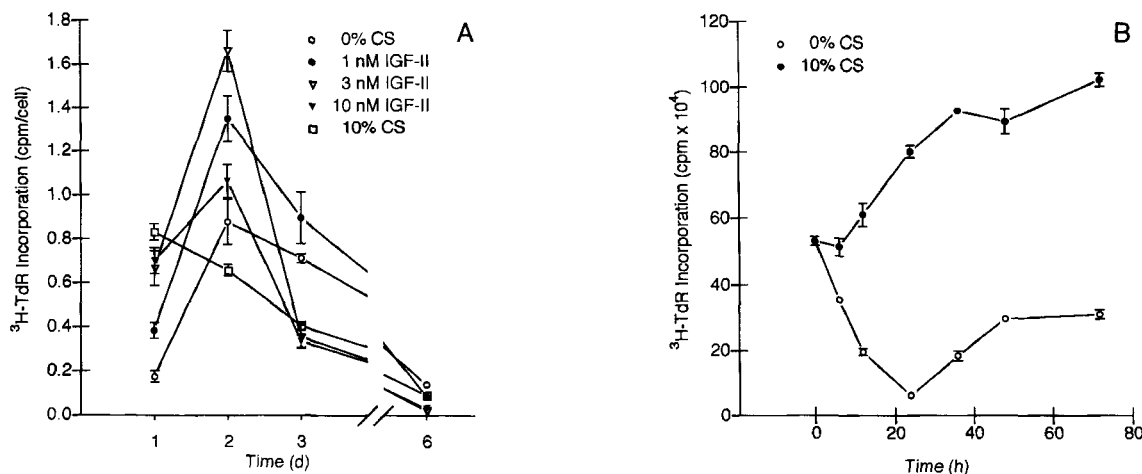 A
³H-TdR Incorporation (cpm/cell)
1.8
1.6
1.4
1.2
1.0
0.8
0.6
0.4
0.2
0.0
0% CS
1 nM IGF-II
3 nM IGF-II
10 nM IGF-II
10% CS
1 2 3 6
Time (d)
B
³H-TdR Incorporation (cpm x 10⁴)
120
100
80
60
40
20
0
0% CS
10% CS
0 20 40 60 80
Time (h)